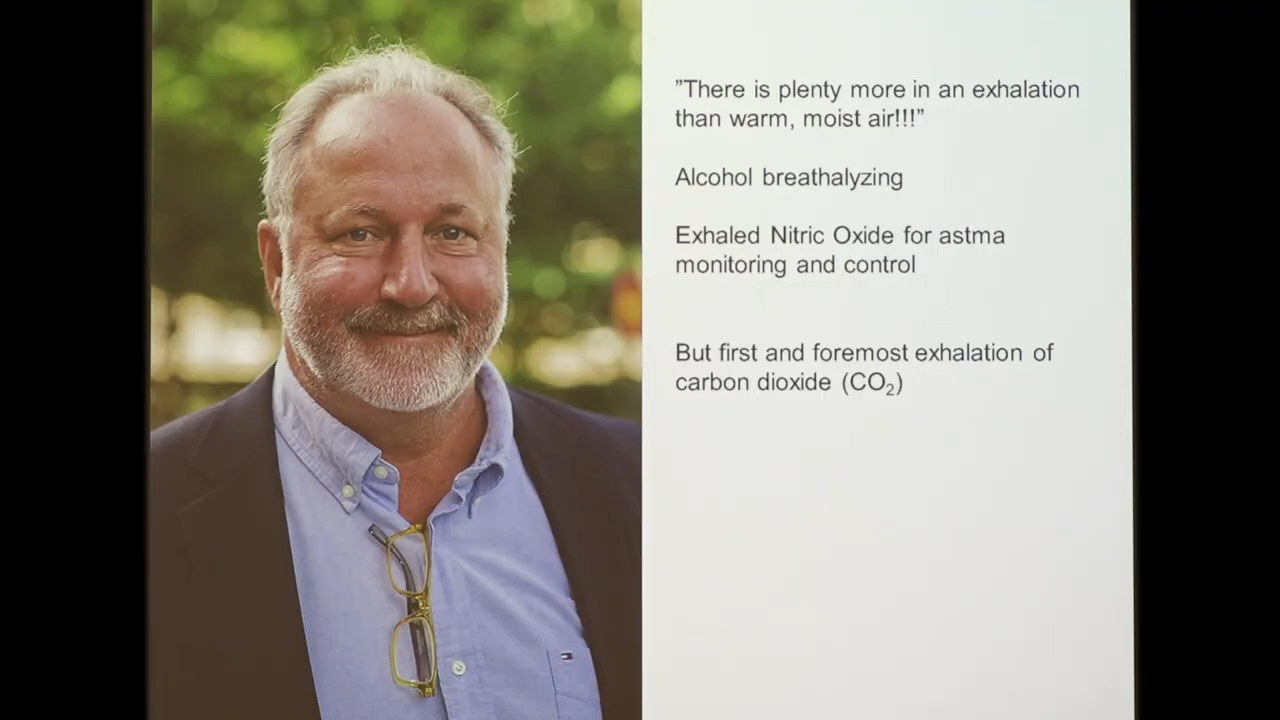 ”There is plenty more in an exhalation
than warm, moist air!!!”
Alcohol breathalyzing
Exhaled Nitric Oxide for astma
monitoring and control
But first and foremost exhalation of
carbon dioxide (CO₂)